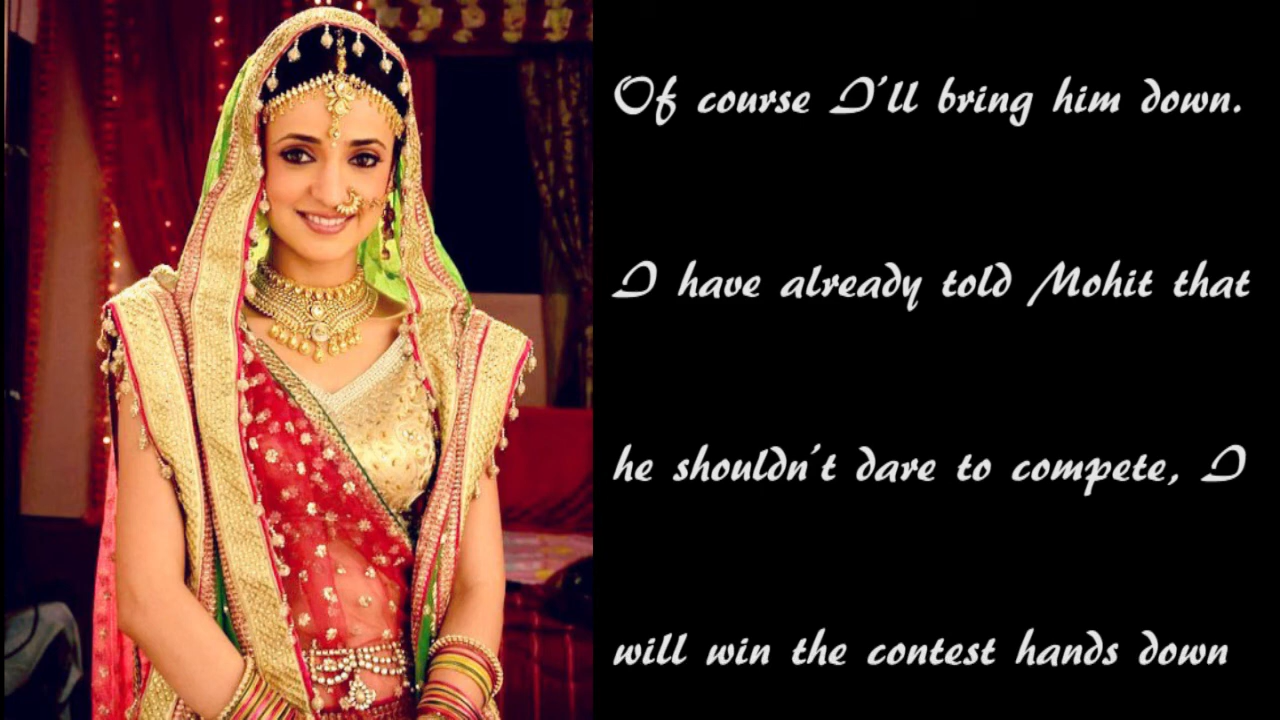 Of course I'll bring him down.
I have already told Mohit that
he shouldn't dare to compete, I
will win the contest hands down